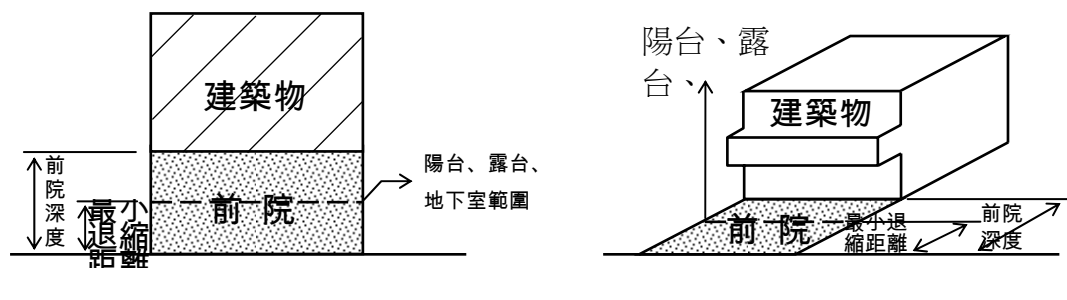 建築物
前院深度
最小
退縮
距離
前 院
陽台、露台、
地下室範圍
陽台、露
台、
建築物
前 院
最小退
縮距離
前院
深度